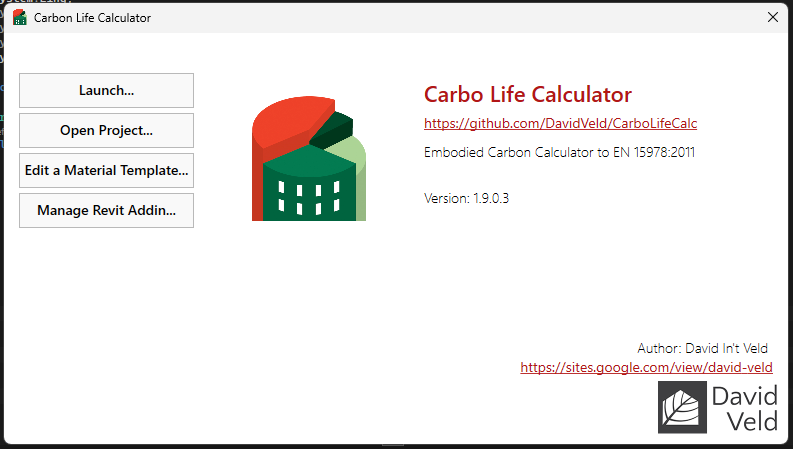 Carbon Life Calculator
Launch...
Open Project...
Edit a Material Template...
Manage Revit Addin...
Carbo Life Calculator
https://github.com/DavidVeld/CarboLifeCalc
Embodied Carbon Calculator to EN 15978:2011
Version: 1.9.0.3
Author: David In't Veld
https://sites.google.com/view/david-veld
David
Veld